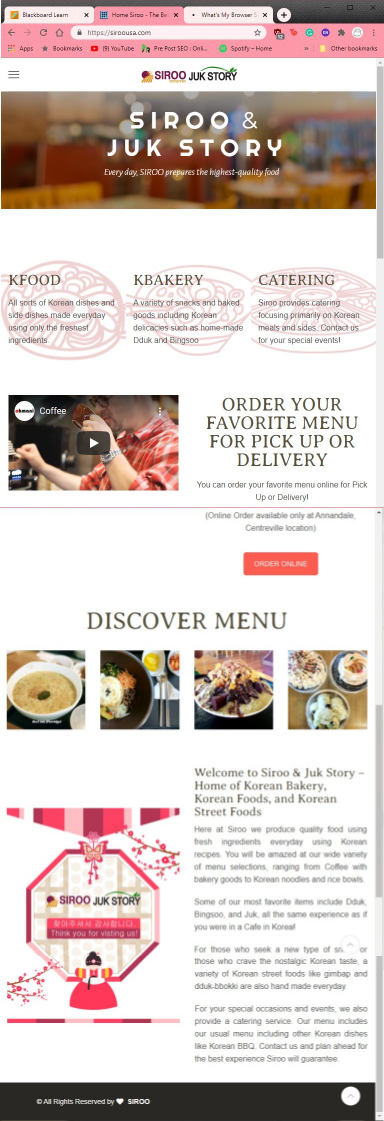 Blackboard Learn
Home Siroo - The Be
What's My Browser S
https://siroousa.com
Apps
Bookmarks
(9) YouTube
Pre Post SEO : Onli...
Spotify – Home
»
Other bookmarks
SIROO JUK STORY
SIROO &
JUK STORY
Every day, SIROO prepares the highest-quality food
KFOOD
All sorts of Korean dishes and
side dishes made everyday
using only the freshest
ingredients.
KBAKERY
A variety of snacks and baked
goods including Korean
delicacies such as home-made
Dduk and Bingsoo
CATERING
Siroo provides catering
focusing primarily on Korean
meals and sides. Contact us
for your special events!
Coffee
ORDER YOUR
FAVORITE MENU
FOR PICK UP OR
DELIVERY
You can order your favorite menu online for Pick
Up or Delivery!
(Online Order available only at Annandale,
Centreville location)
ORDER ONLINE
DISCOVER MENU
Welcome to Siroo & Juk Story –
Home of Korean Bakery,
Korean Foods, and Korean
Street Foods
Here at Siroo we produce quality food using
fresh ingredients everyday using Korean
recipes. You will be amazed at our wide variety
of menu selections, ranging from Coffee with
bakery goods to Korean noodles and rice bowls.
Some of our most favorite items include Dduk,
Bingsoo, and Juk, all the same experience as if
you were in a Cafe in Korea!
For those who seek a new type of or
those who crave the nostalgic Korean taste, a
variety of Korean street foods like gimbap and
dduk-bbokki are also hand made everyday.
For your special occasions and events, we also
provide a catering service. Our menu includes
our usual menu including other Korean dishes
like Korean BBQ. Contact us and plan ahead for
the best experience Siroo will guarantee.
SIROO JUK STORY
찾아주셔서 감사합니다.
Thank you for visting us!
© All Rights Reserved by ❤ SIROO